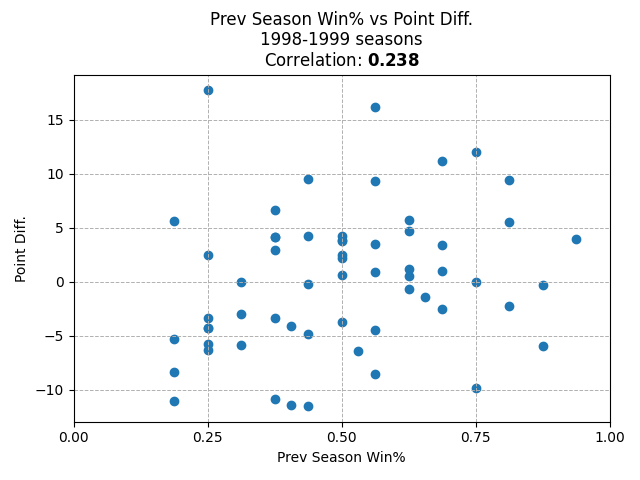 Prev Season Win% vs Point Diff.
1998-1999 seasons
Correlation: 0.238
Point Diff.
15
10
5
0
−5
−10
0.00 0.25 0.50 0.75 1.00
Prev Season Win%